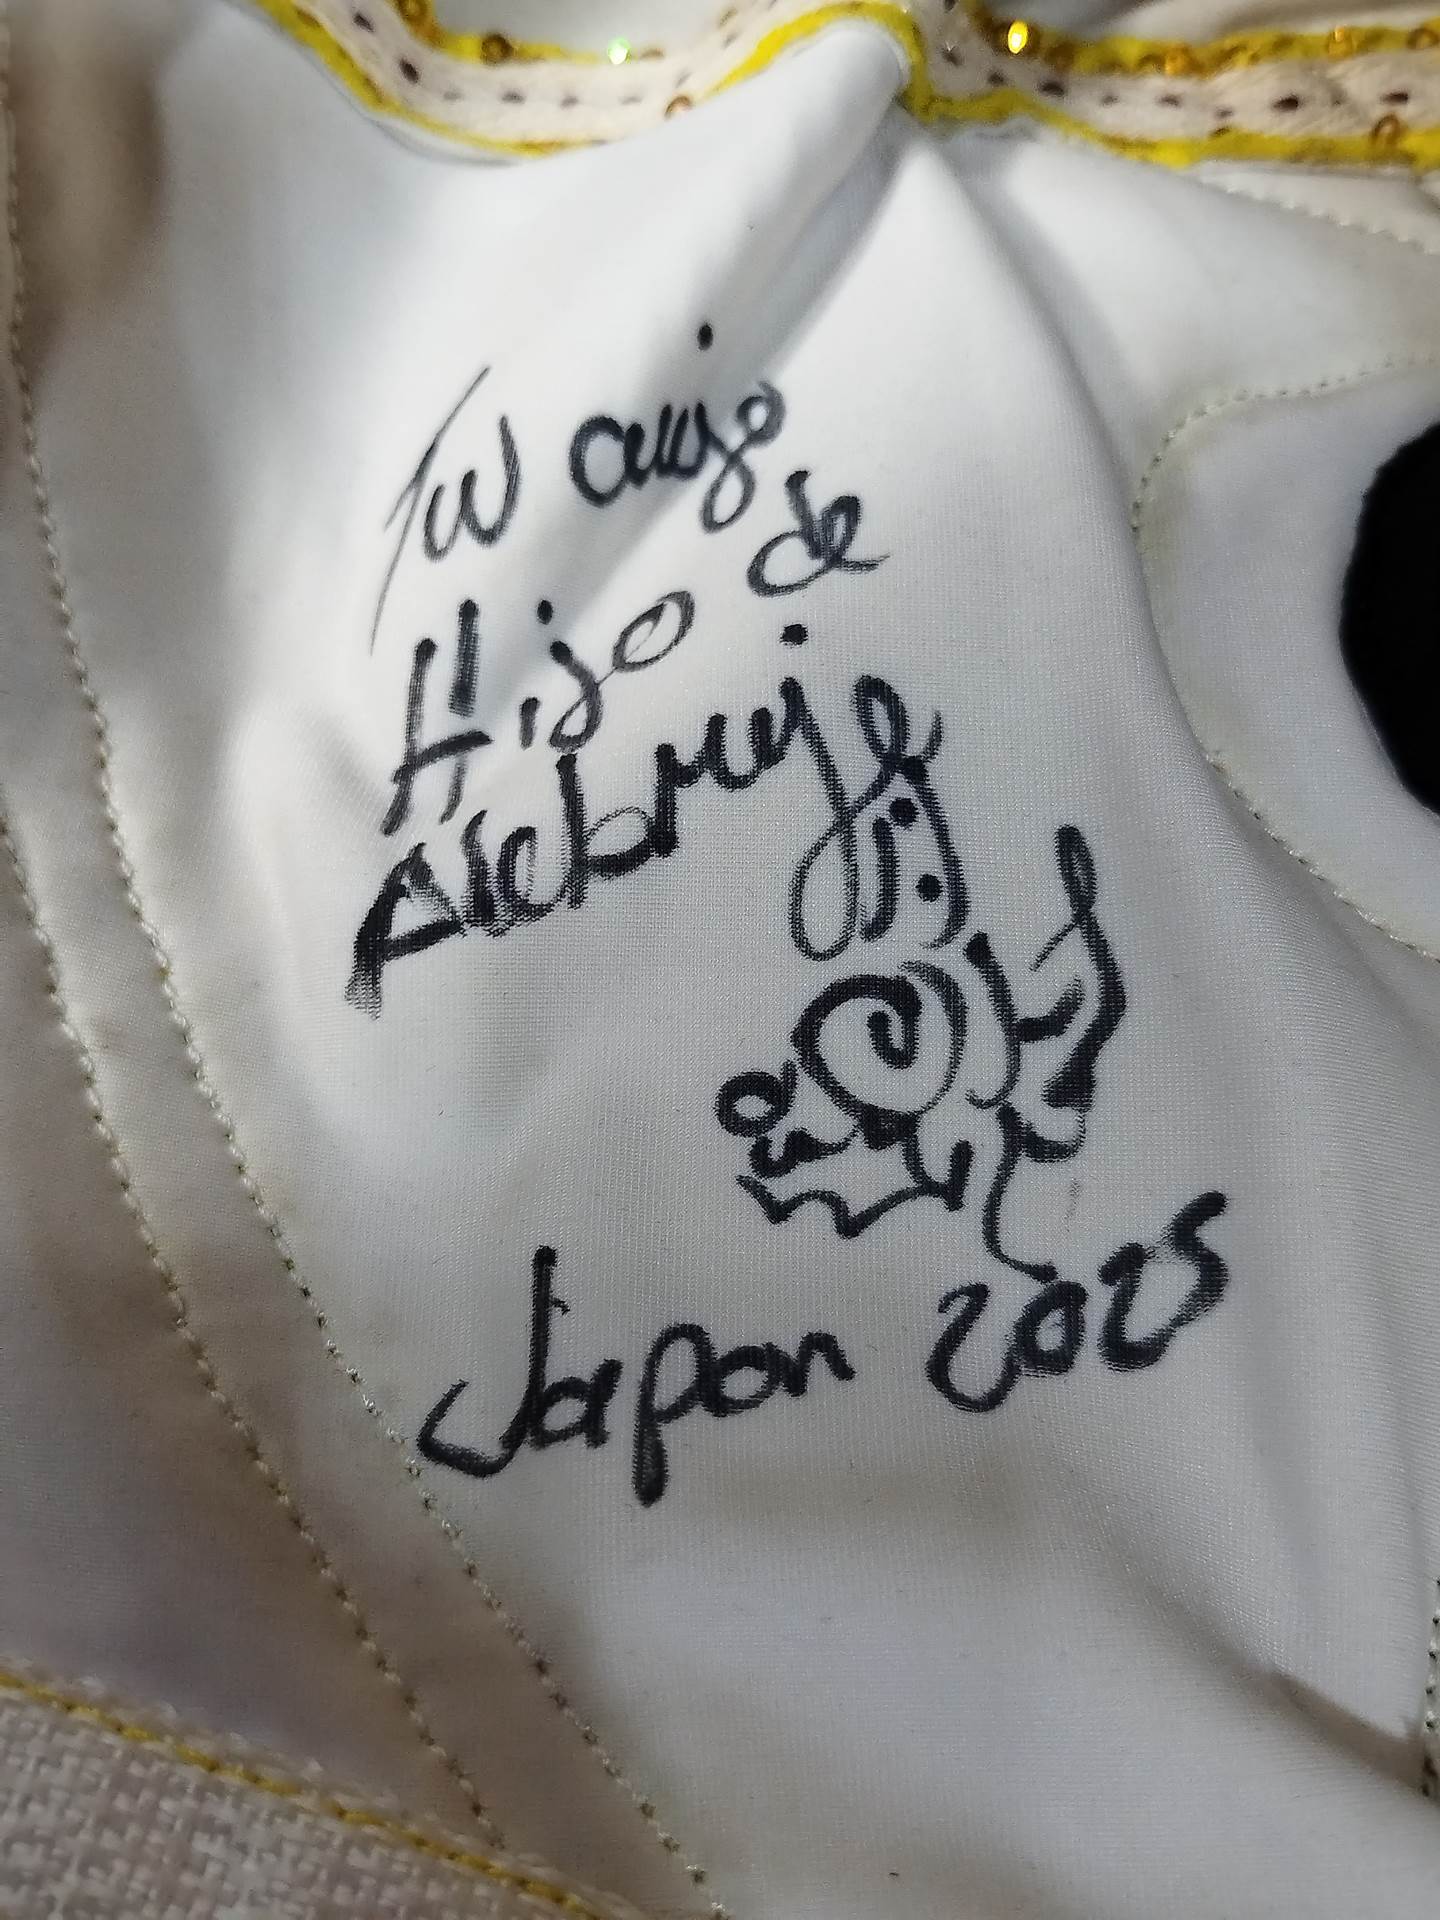 Tu amigo
Hijo de
Alebrije
Japon 2025